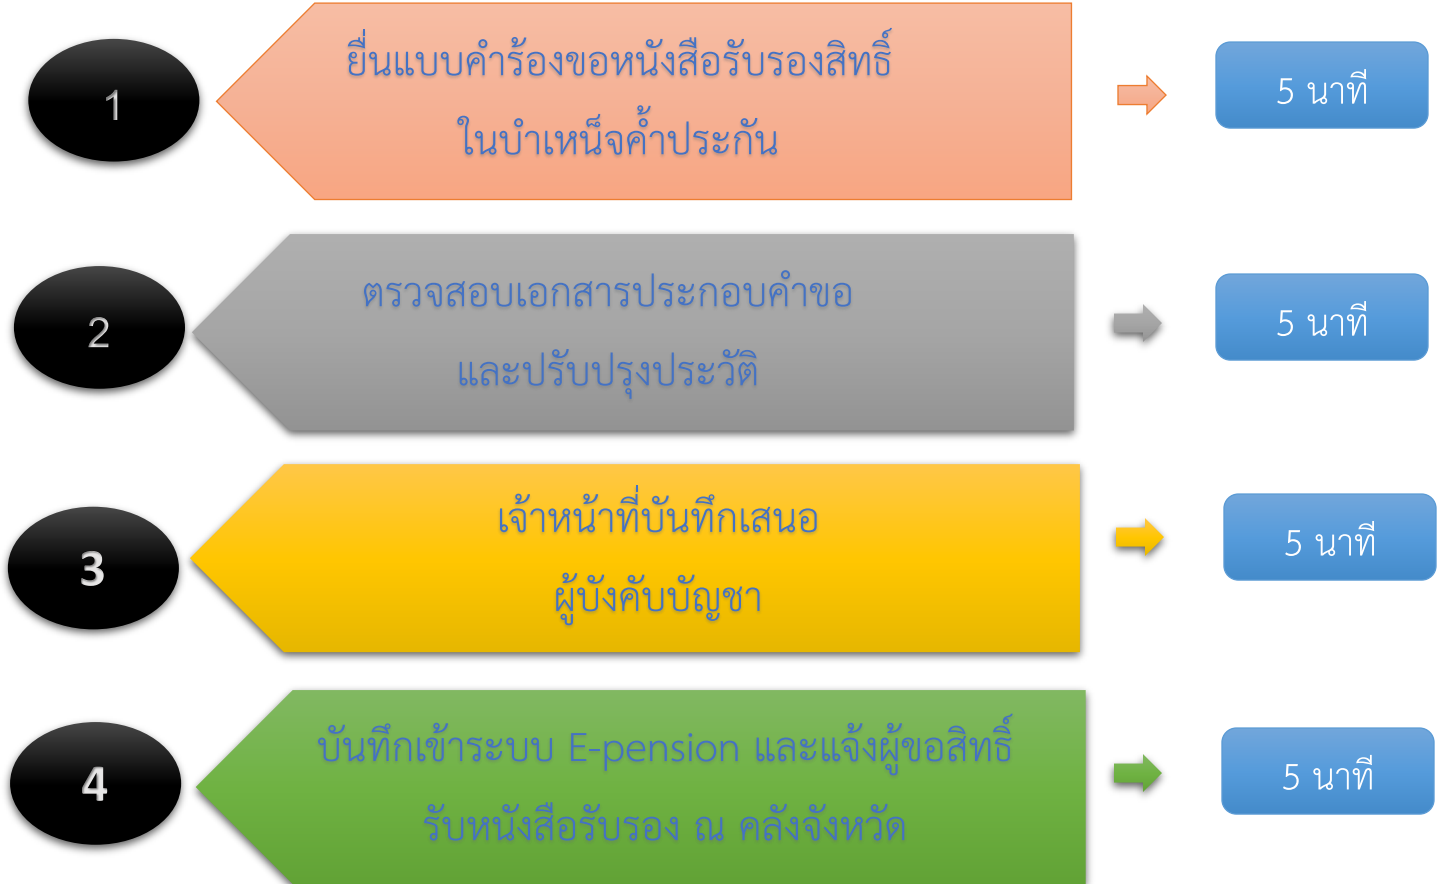 1
ยื่นแบบคำร้องขอหนังสือรับรองสิทธิ์
ในบำเหน็จค้ำประกัน
5 นาที
2
ตรวจสอบเอกสารประกอบคำขอ
และปรับปรุงประวัติ
5 นาที
3
เจ้าหน้าที่บันทึกเสนอ
ผู้บังคับบัญชา
5 นาที
4
บันทึกเข้าระบบ E-pension และแจ้งผู้ขอสิทธิ์
รับหนังสือรับรอง ณ คลังจังหวัด
5 นาที